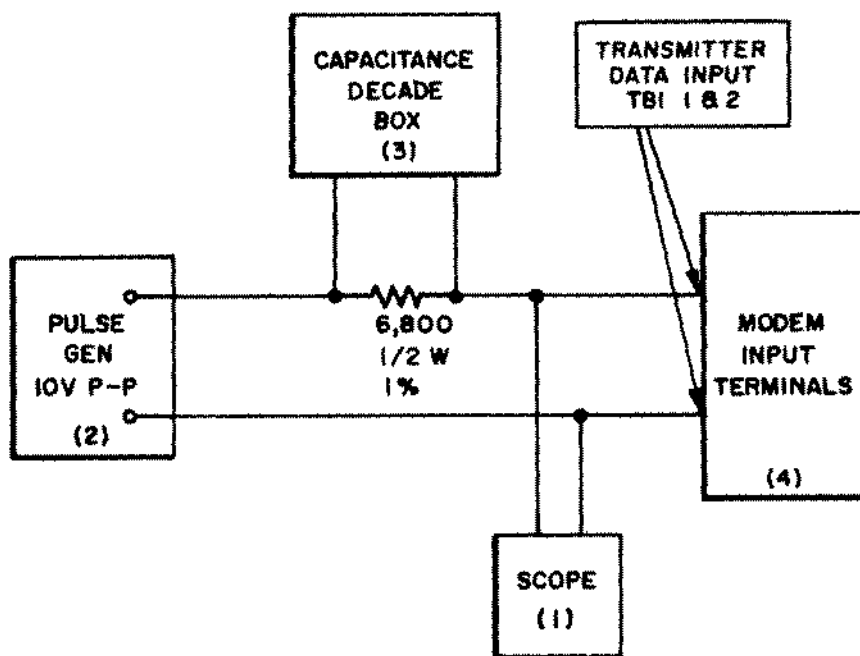 CAPACITANCE
DECADE
BOX
(3)
TRANSMITTER
DATA INPUT
TB1 1 & 2
PULSE
GEN
10V P-P
(2)
6,800
1/2 W
1%
MODEM
INPUT
TERMINALS
(4)
SCOPE
(1)